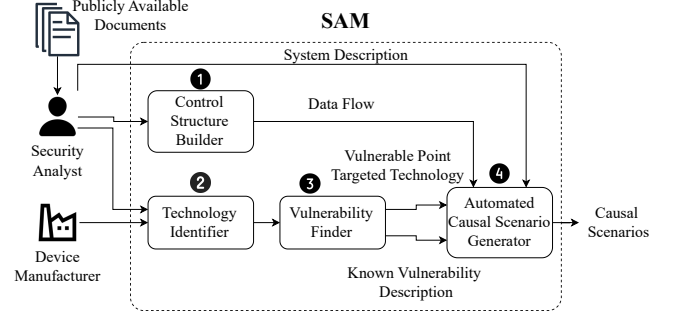 Publicly Available
Documents
SAM
System Description
1
Control
Structure
Builder
Data Flow
Security
Analyst
Vulnerable Point
Targeted Technology
2
Technology
Identifier
3
Vulnerability
Finder
4
Automated
Causal Scenario
Generator
Causal
Scenarios
Device
Manufacturer
Known Vulnerability
Description